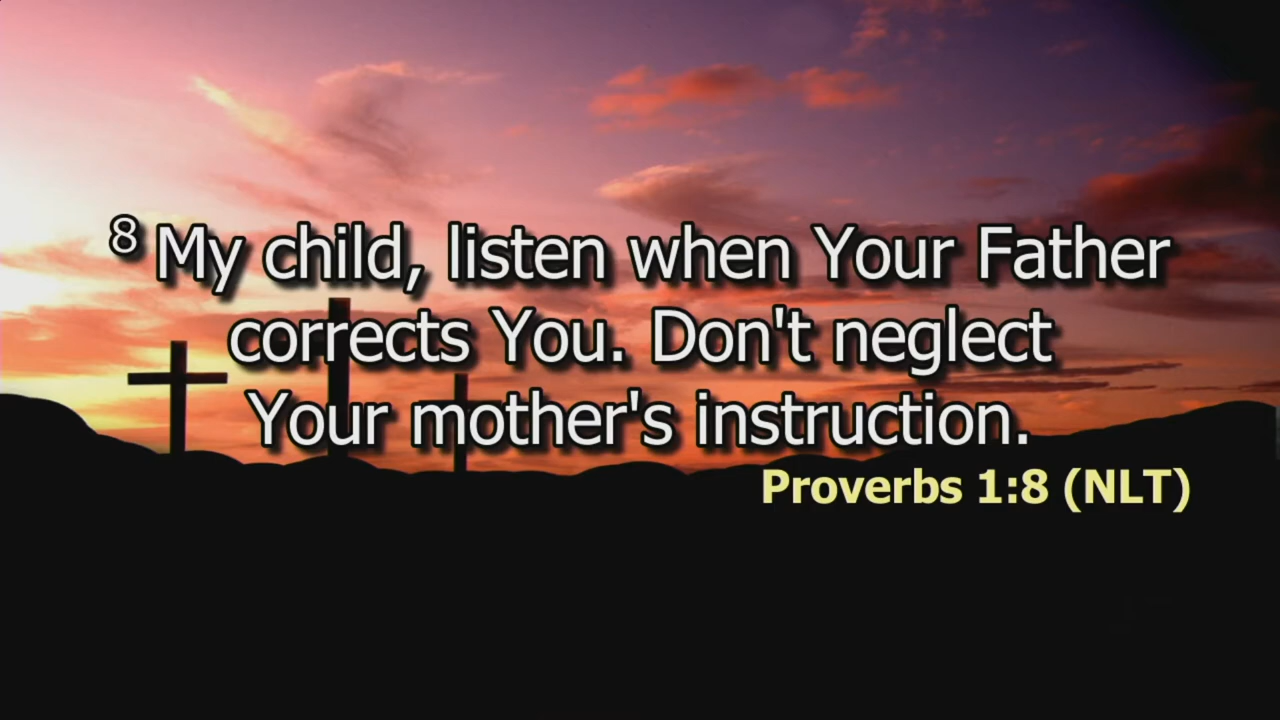 8 My child, listen when Your Father
corrects You. Don't neglect
Your mother's instruction.
Proverbs 1:8 (NLT)